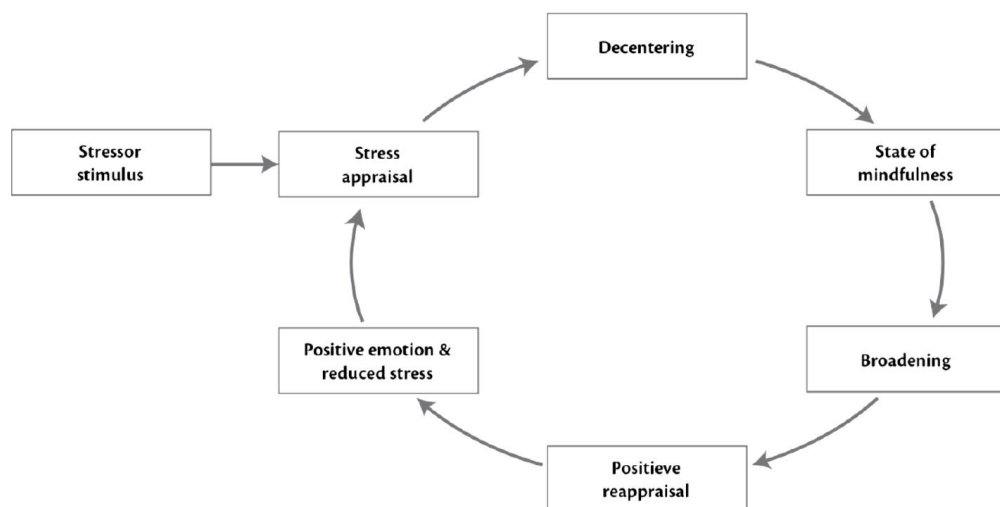 Decentering
Stressor
stimulus
Stress
appraisal
State of
mindfulness
Positive emotion &
reduced stress
Broadening
Positieve
reappraisal